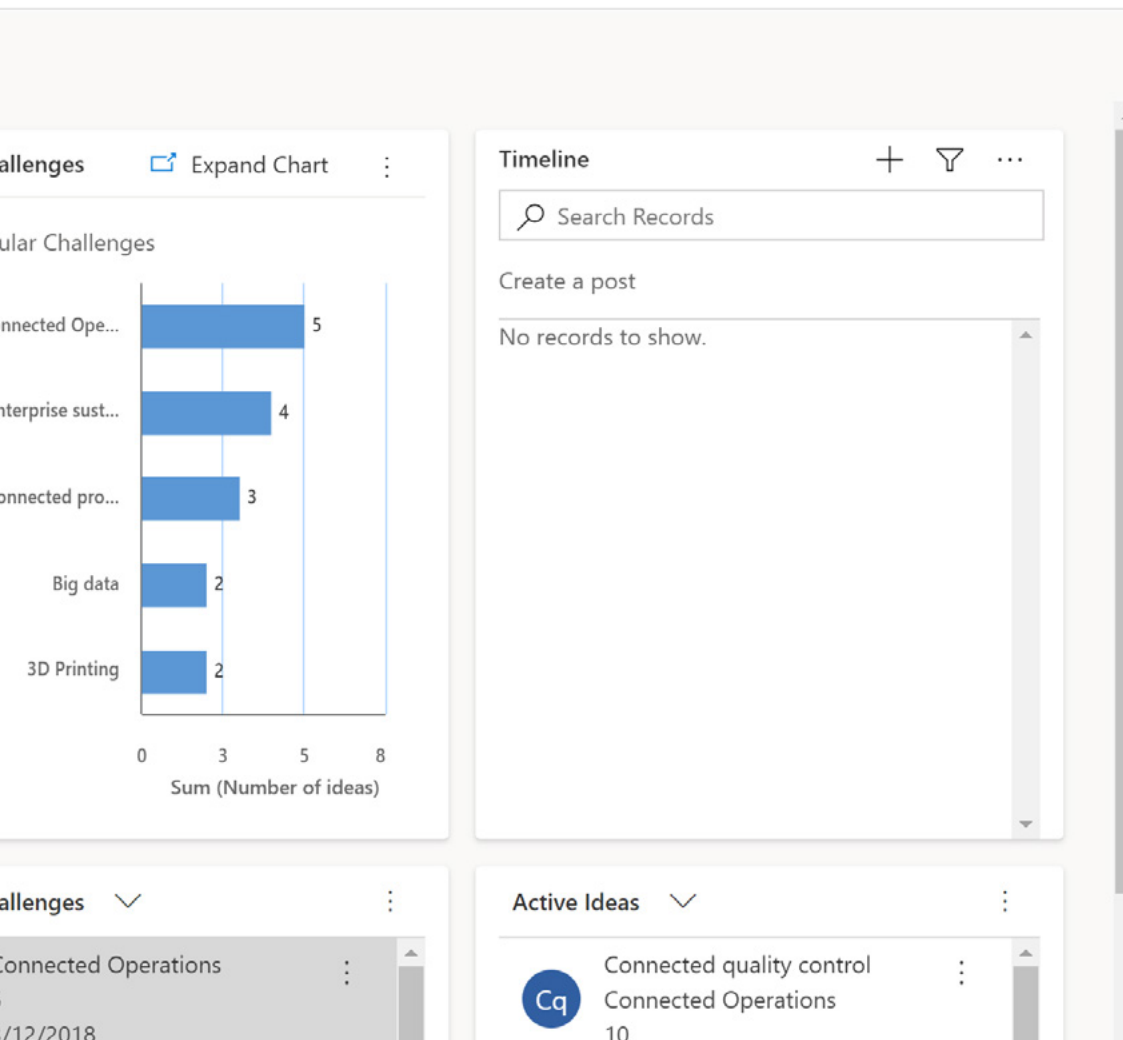 allenges Expand Chart
ular Challenges
nnected Ope... 5
nterprise sust... 4
onnected pro... 3
Big data 2
3D Printing 2
0 3 5 8
Sum (Number of ideas)
Timeline
Search Records
Create a post
No records to show.
allenges
Connected Operations
/12/2018
Active Ideas
Cq
Connected quality control
Connected Operations
10